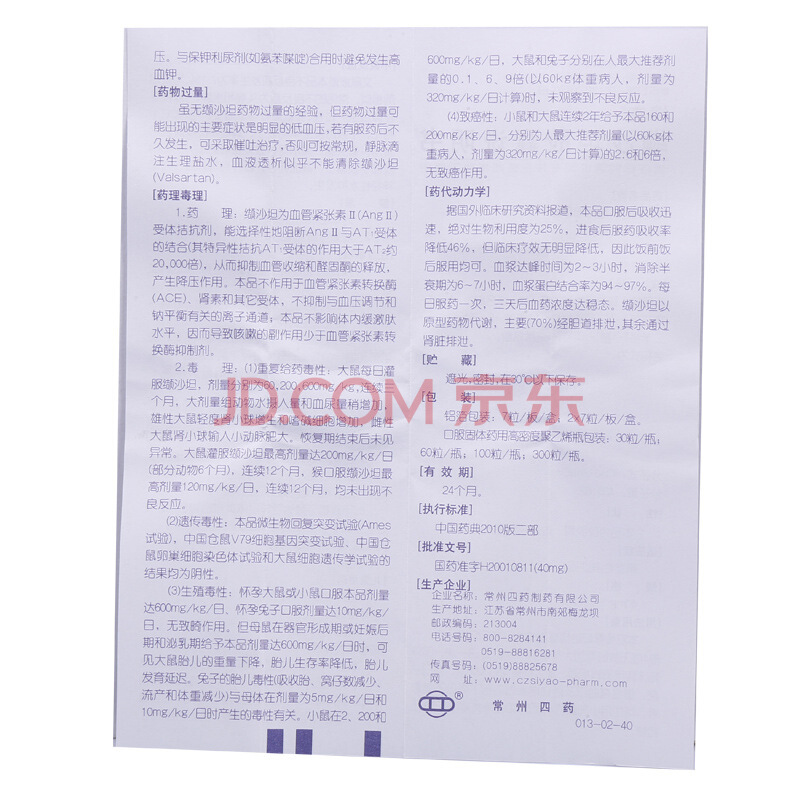 压。与保钾利尿剂(如氨苯喋啶)合用时避免发生高
血钾。
[药物过量]
虽无缬沙坦药物过量的经验，但药物过量可
能出现的主要症状是明显的低血压，若有服药后不
久发生，可采取催吐治疗，否则可按常规，静脉滴
注生理盐水，血液透析似乎不能清除缬沙坦
(Valsartan)。
[药理毒理]
1.药 理：缬沙坦为血管紧张素Ⅱ(AngⅡ)
受体拮抗剂，能选择性地阻断AngⅡ与AT₁受体
的结合(其特异性拮抗AT₁受体的作用大于AT₂约
20,000倍)，从而抑制血管收缩和醛固酮的释放，
产生降压作用。本品不作用于血管紧张素转换酶
(ACE)、肾素和其它受体，不抑制与血压调节和
钠平衡有关的离子通道；本品不影响体内缓激肽
水平，因而导致咳嗽的副作用少于血管紧张素转
换酶抑制剂。
2.毒 理：(1)重复给药毒性：大鼠每日灌
服缬沙坦，剂量分别为60,200,600mg/kg,连续
个月，大剂量组动物水摄入量和血尿量稍增加，
雄性大鼠轻度肾小球增生和嗜碱细胞增加，雌性
大鼠肾小球输入小动脉肥大。恢复期结束后未见
异常。大鼠灌服缬沙坦最高剂量达200mg/kg/日
(部分动物6个月)，连续12个月，猴口服缬沙坦最
高剂量120mg/kg/日，连续12个月，均未出现不
良反应。
(2)遗传毒性：本品微生物回复突变试验(Ames
试验)，中国仓鼠V79细胞基因突变试验、中国仓
鼠卵巢细胞染色体试验和大鼠细胞遗传学试验的
结果均为阴性。
(3)生殖毒性：怀孕大鼠或小鼠口服本品剂量
达600mg/kg/日、怀孕兔子口服剂量达10mg/kg/
日，无致畸作用。但母鼠在器官形成期或妊娠后
期和泌乳期给予本品剂量达600mg/kg/日时，可
见大鼠胎儿的重量下降，胎儿生存率降低，胎儿
发育延迟。兔子的胎儿毒性(吸收胎、窝仔数减少、
流产和体重减少)与母体在剂量为5mg/kg/日和
10mg/kg/日时产生的毒性有关。小鼠在2、200和
600mg/kg/日，大鼠和兔子分别在人最大推荐剂
量的0.1、6、9倍(以60kg体重病人，剂量为
320mg/kg/日计算)时，未观察到不良反应。
(4)致癌性：小鼠和大鼠连续2年给予本品160和
200mg/kg/日，分别为人最大推荐剂量(以60kg体
重病人，剂量为320mg/kg/日计算)的2.6和6倍，
无致癌作用。
[药代动力学]
据国外临床研究资料报道，本品口服后吸收迅
速，绝对生物利用度为25%，进食后服药吸收率
降低46%，但临床疗效无明显降低，因此饭前饭
后服用均可。血浆达峰时间为2~3小时，消除半
衰期为6~7小时，血浆蛋白结合率为94~97%。每
日服药一次，三天后血药浓度达稳态。缬沙坦以
原型药物代谢，主要(70%)经胆道排泄，其余通过
肾脏排泄。
[贮 藏]
遮光，密封，在30℃以下保存。
[包 装]
铝塑包装：7粒/板/盒；2×7粒/板/盒。
口服固体药用高密度聚乙烯瓶包装：30粒/瓶；
60粒/瓶；100粒/瓶；300粒/瓶。
[有 效 期]
24个月。
[执行标准]
中国药典2010版二部
[批准文号]
国药准字H20010811(40mg)
[生产企业]
企业名称：常州四药制药有限公司
生产地址：江苏省常州市南郊梅龙坝
邮政编码：213004
电话号码：800-8284141
0519-88816281
传真号码：(0519)88825678
网 址：www.czsiyao-pharm.com
® 常州四药
013-02-40
JD.COM 京东